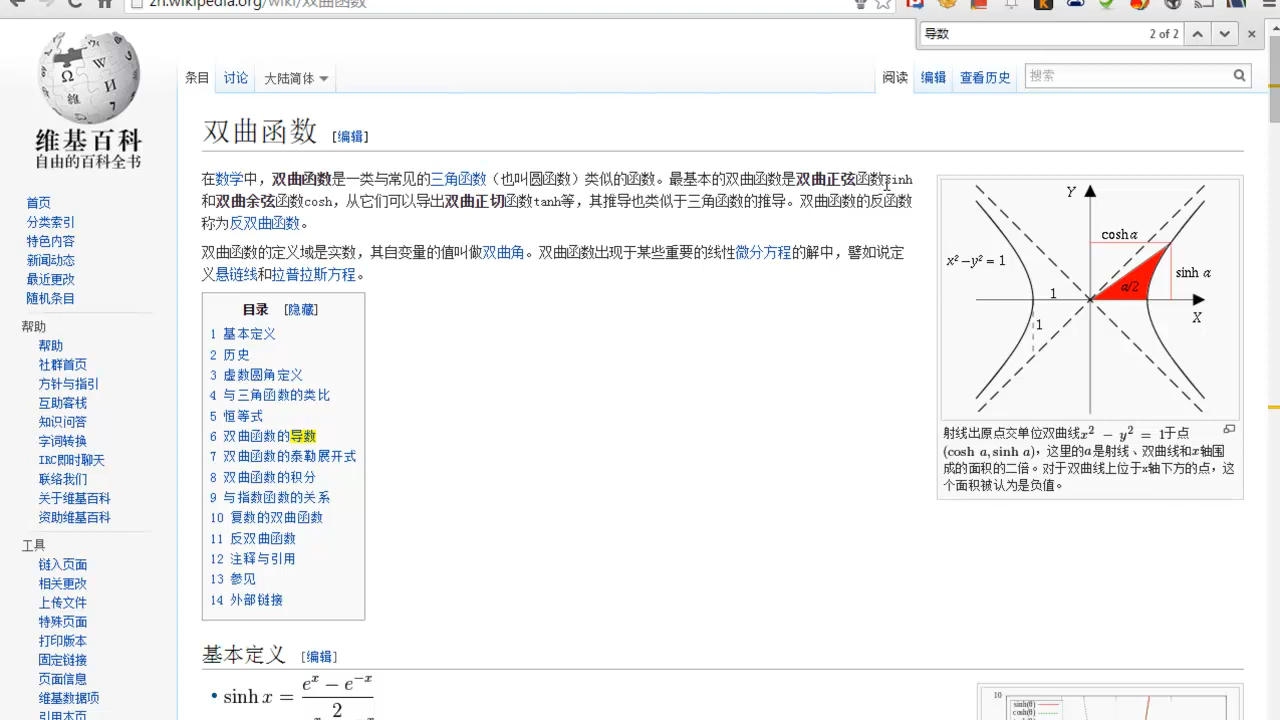 zh.wikipedia.org/wiki/双曲函数
导数
2 of 2
维基百科
自由的百科全书
条目 讨论 大陆简体
阅读 编辑 查看历史 搜索
首页
分类索引
特色内容
新闻动态
最近更改
随机条目
帮助
帮助
社群首页
方针与指引
互助客栈
知识问答
字词转换
IRC即时聊天
联络我们
关于维基百科
资助维基百科
工具
链入页面
相关更改
上传文件
特殊页面
打印版本
固定链接
页面信息
维基数据项
引用本页
双曲函数 [编辑]
在数学中，双曲函数是一类与常见的三角函数（也叫圆函数）类似的函数。最基本的双曲函数是双曲正弦函数sinh
和双曲余弦函数cosh，从它们可以导出双曲正切函数tanh等，其推导也类似于三角函数的推导。双曲函数的反函数
称为反双曲函数。
双曲函数的定义域是实数，其自变量的值叫做双曲角。双曲函数出现于某些重要的线性微分方程的解中，譬如说定
义悬链线和拉普拉斯方程。
目录 [隐藏]
1 基本定义
2 历史
3 虚数圆角定义
4 与三角函数的类比
5 恒等式
6 双曲函数的导数
7 双曲函数的泰勒展开式
8 双曲函数的积分
9 与指数函数的关系
10 复数的双曲函数
11 反双曲函数
12 注释与引用
13 参见
14 外部链接
Y
cosh a
x² − y² = 1
sinh a
a/2
1
X
1
射线出原点交单位双曲线x² − y² = 1于点
(cosh a, sinh a)，这里的a是射线、双曲线和x轴围
成的面积的二倍。对于双曲线上位于x轴下方的点，这
个面积被认为是负值。
基本定义 [编辑]
• sinh x = (eˣ − e⁻ˣ)/2
10
sinh(θ)
cosh(θ)